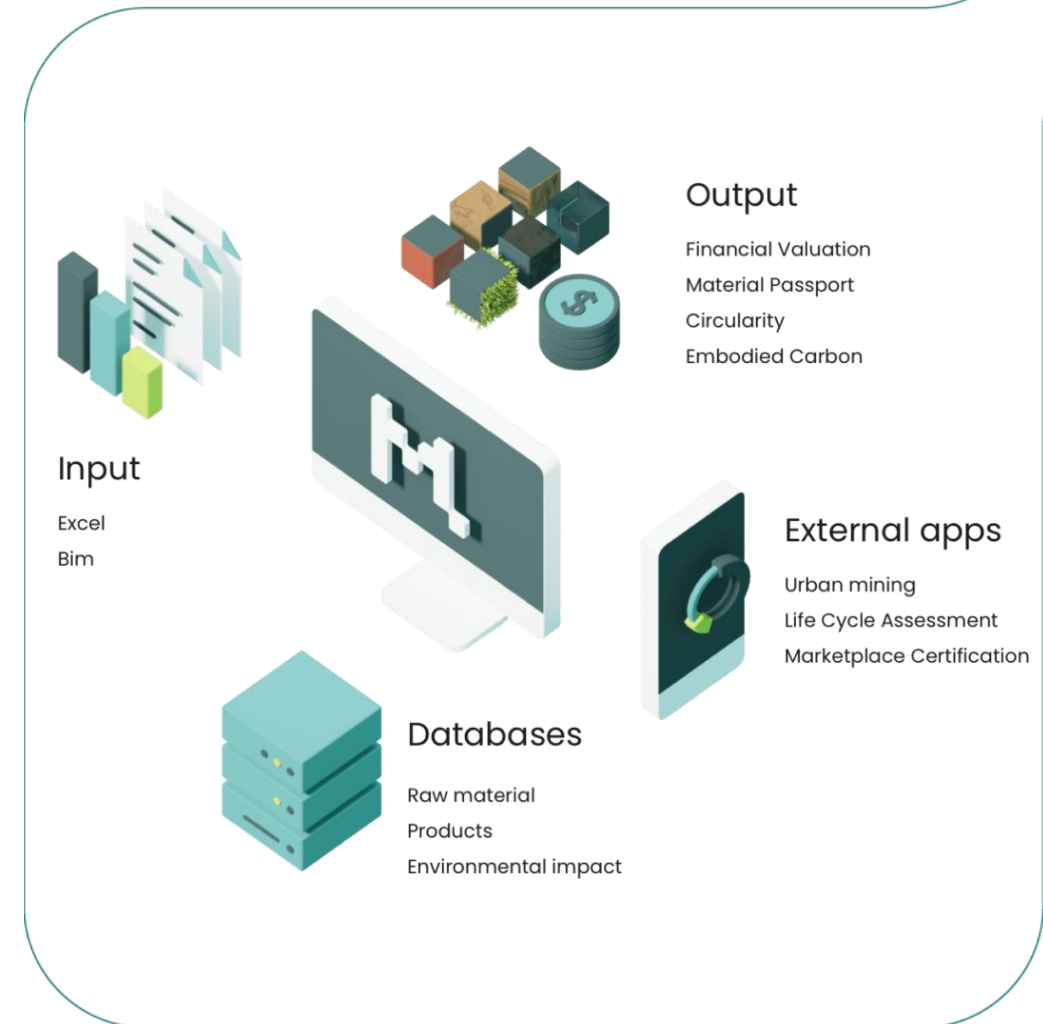 Output
Financial Valuation
Material Passport
Circularity
Embodied Carbon
Input
Excel
Bim
External apps
Urban mining
Life Cycle Assessment
Marketplace Certification
Databases
Raw material
Products
Environmental impact